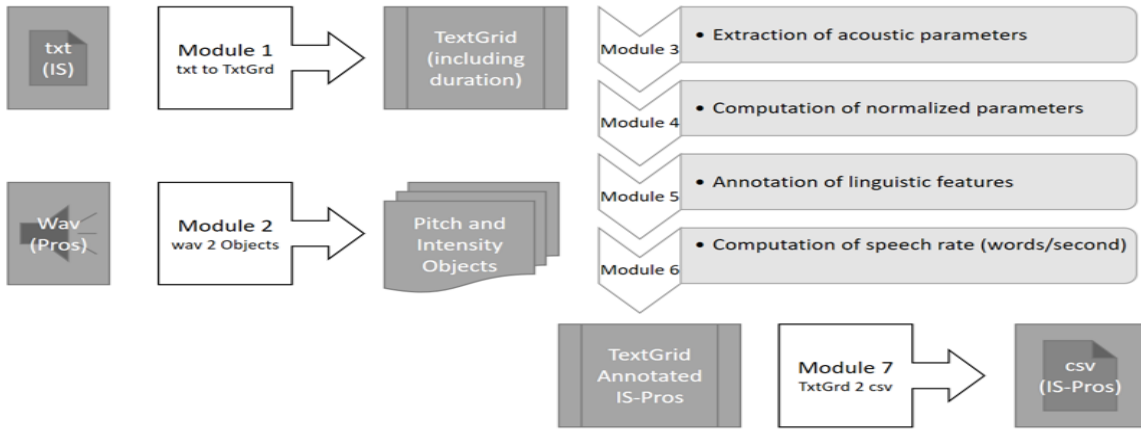 txt
(IS)
Module 1
txt to TxtGrd
TextGrid
(including
duration)
Wav
(Pros)
Module 2
wav 2 Objects
Pitch and
Intensity
Objects
Module 3
• Extraction of acoustic parameters
Module 4
• Computation of normalized parameters
Module 5
• Annotation of linguistic features
Module 6
• Computation of speech rate (words/second)
TextGrid
Annotated
IS-Pros
Module 7
TxtGrd 2 csv
csv
(IS-Pros)